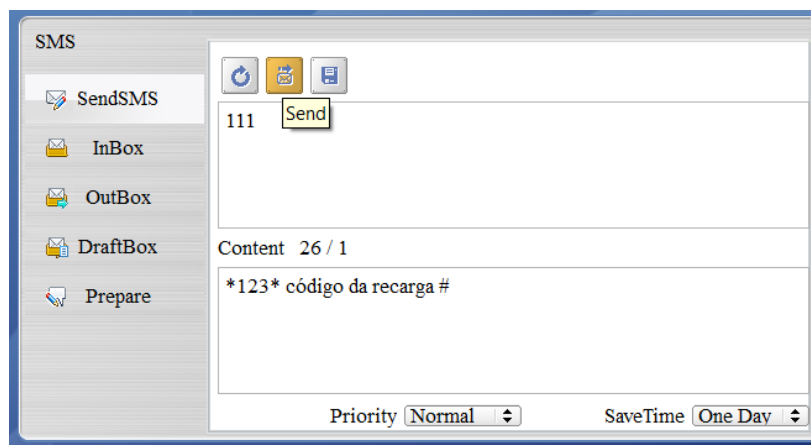 SMS
SendSMS
InBox
OutBox
DraftBox
Prepare
Send
111
Content 26 / 1
*123* código da recarga #
Priority Normal SaveTime One Day